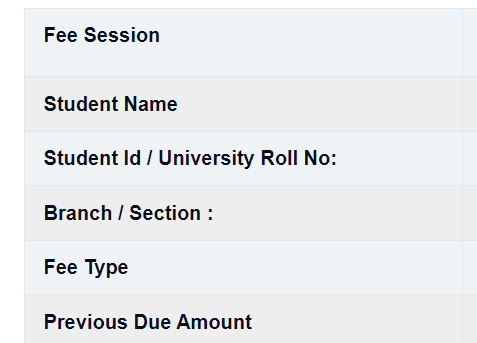 Fee Session
Student Name
Student Id / University Roll No:
Branch / Section :
Fee Type
Previous Due Amount